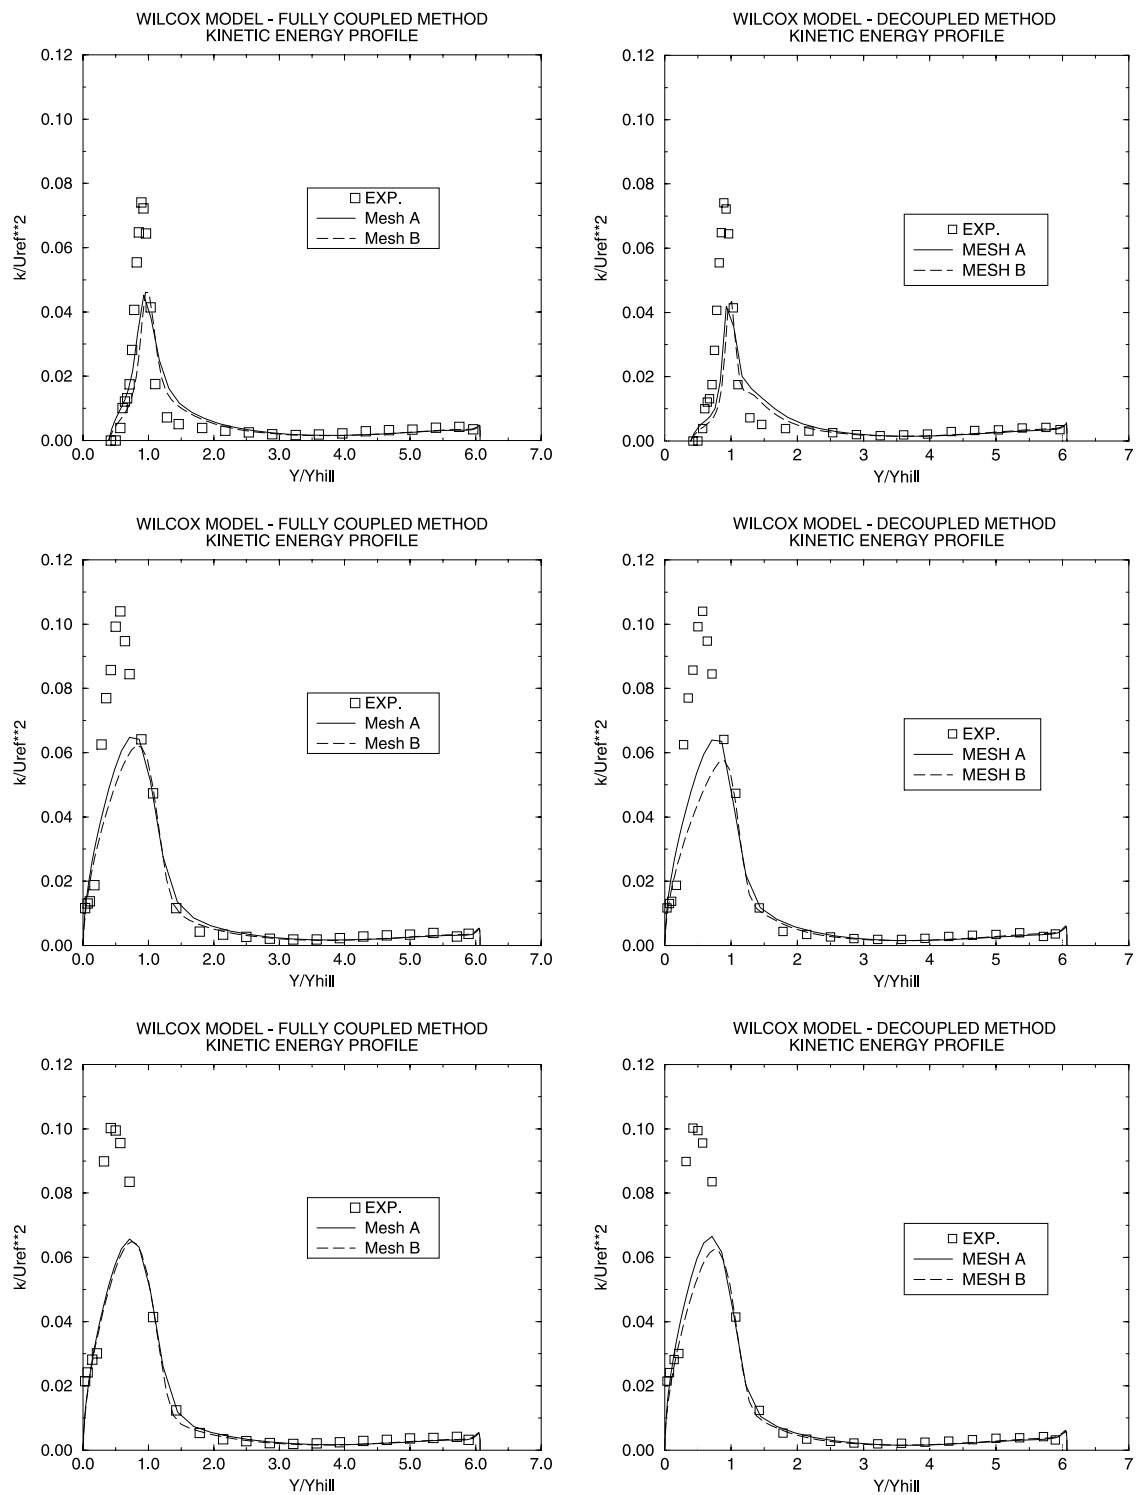 WILCOX MODEL - FULLY COUPLED METHOD
KINETIC ENERGY PROFILE
0.12
0.10
0.08
0.06
0.04
0.02
0.00
k/Uref**2
EXP.
Mesh A
Mesh B
0.0 1.0 2.0 3.0 4.0 5.0 6.0 7.0
Y/Yhill
WILCOX MODEL - DECOUPLED METHOD
KINETIC ENERGY PROFILE
0.12
0.10
0.08
0.06
0.04
0.02
0.00
k/Uref**2
EXP.
MESH A
MESH B
0 1 2 3 4 5 6 7
Y/Yhill
WILCOX MODEL - FULLY COUPLED METHOD
KINETIC ENERGY PROFILE
0.12
0.10
0.08
0.06
0.04
0.02
0.00
k/Uref**2
EXP.
Mesh A
Mesh B
0.0 1.0 2.0 3.0 4.0 5.0 6.0 7.0
Y/Yhill
WILCOX MODEL - DECOUPLED METHOD
KINETIC ENERGY PROFILE
0.12
0.10
0.08
0.06
0.04
0.02
0.00
k/Uref**2
EXP.
MESH A
MESH B
0 1 2 3 4 5 6 7
Y/Yhill
WILCOX MODEL - FULLY COUPLED METHOD
KINETIC ENERGY PROFILE
0.12
0.10
0.08
0.06
0.04
0.02
0.00
k/Uref**2
EXP.
Mesh A
Mesh B
0.0 1.0 2.0 3.0 4.0 5.0 6.0 7.0
Y/Yhill
WILCOX MODEL - DECOUPLED METHOD
KINETIC ENERGY PROFILE
0.12
0.10
0.08
0.06
0.04
0.02
0.00
k/Uref**2
EXP.
MESH A
MESH B
0 1 2 3 4 5 6 7
Y/Yhill